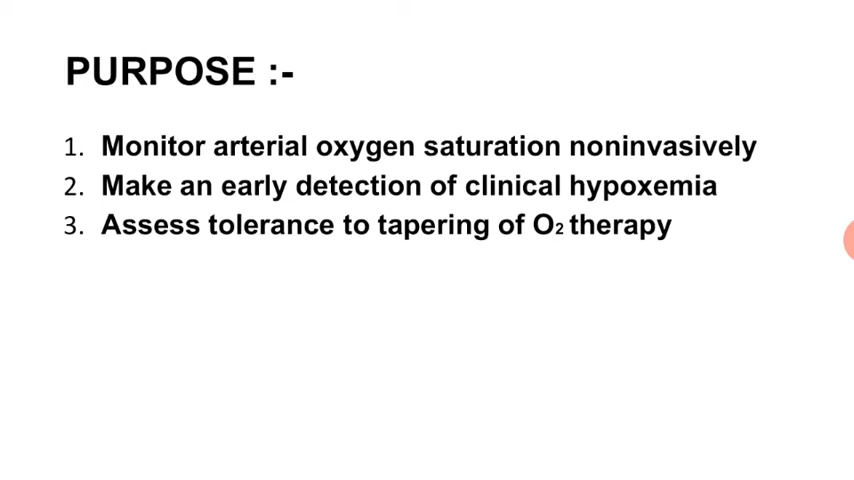 PURPOSE :-
1. Monitor arterial oxygen saturation noninvasively
2. Make an early detection of clinical hypoxemia
3. Assess tolerance to tapering of O2 therapy